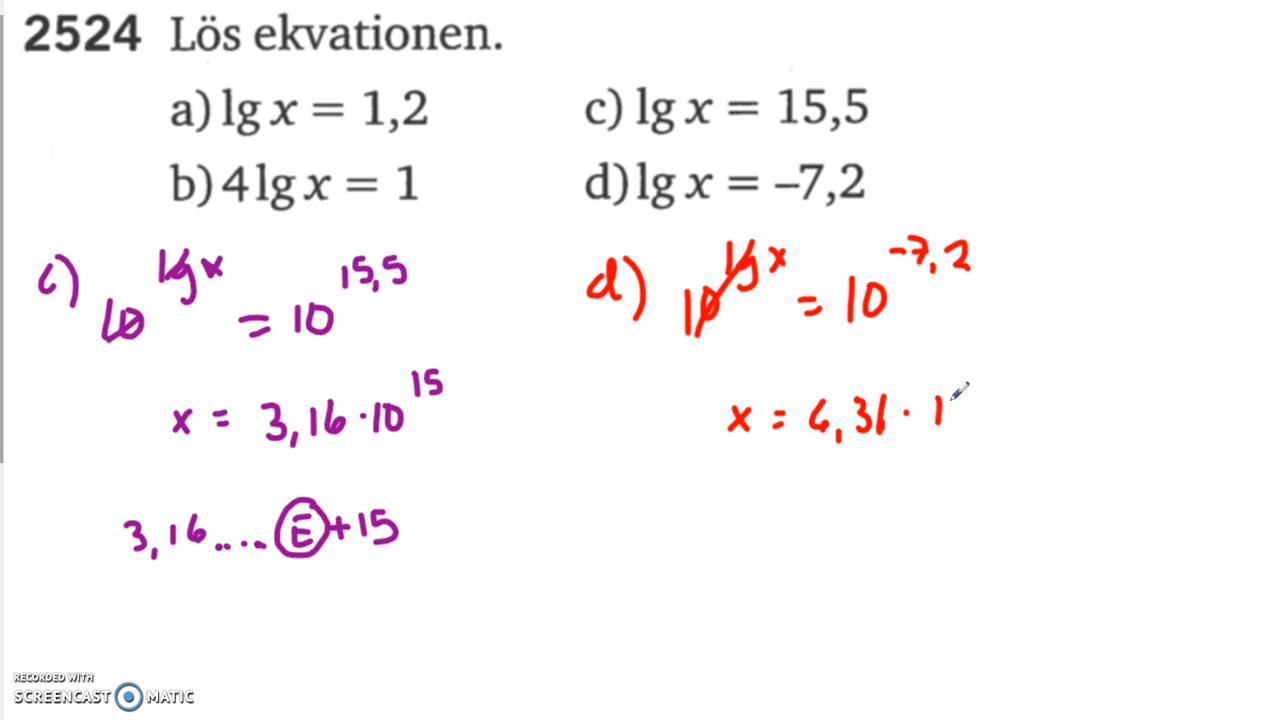 2524 Lös ekvationen.
a) lg x = 1,2
b) 4 lg x = 1
c) lg x = 15,5
d) lg x = –7,2
c) 10^lg x = 10^15,5
x = 3,16 · 10^15
3,16.... E+15
d) 10^lg x = 10^-7,2
x = 6,31 · 1
RECORDED WITH
SCREENCAST MATIC